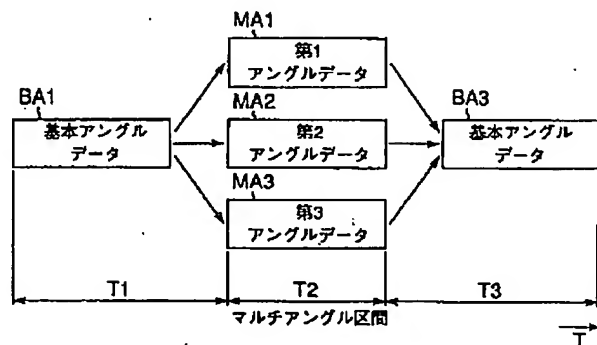 MA1
第1
アングルデータ
BA1
基本アングル
データ
MA2
第2
アングルデータ
BA3
基本アングル
データ
MA3
第3
アングルデータ
T1
T2
T3
マルチアングル区間
T